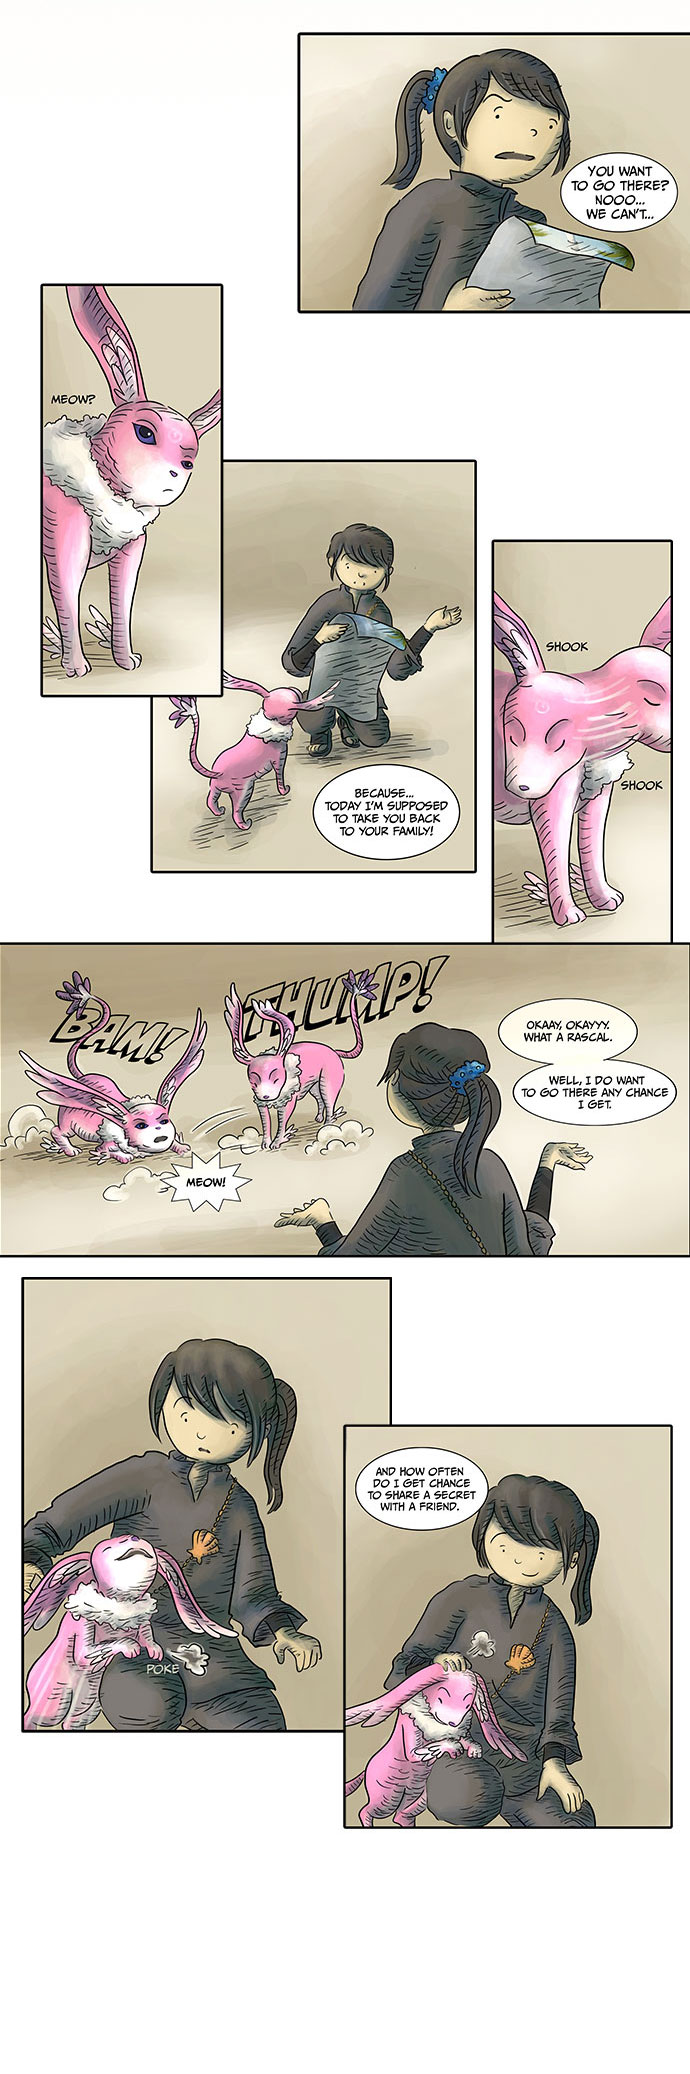 YOU WANT
TO GO THERE?
NOOO...
WE CAN'T...
MEOW?
BECAUSE...
TODAY I'M SUPPOSED
TO TAKE YOU BACK
TO YOUR FAMILY!
SHOOK
SHOOK
BAM!
THUMP!
MEOW!
OKAAY, OKAYYY.
WHAT A RASCAL.
WELL, I DO WANT
TO GO THERE ANY CHANCE
I GET.
POKE
AND HOW OFTEN
DO I GET CHANCE
TO SHARE A SECRET
WITH A FRIEND.